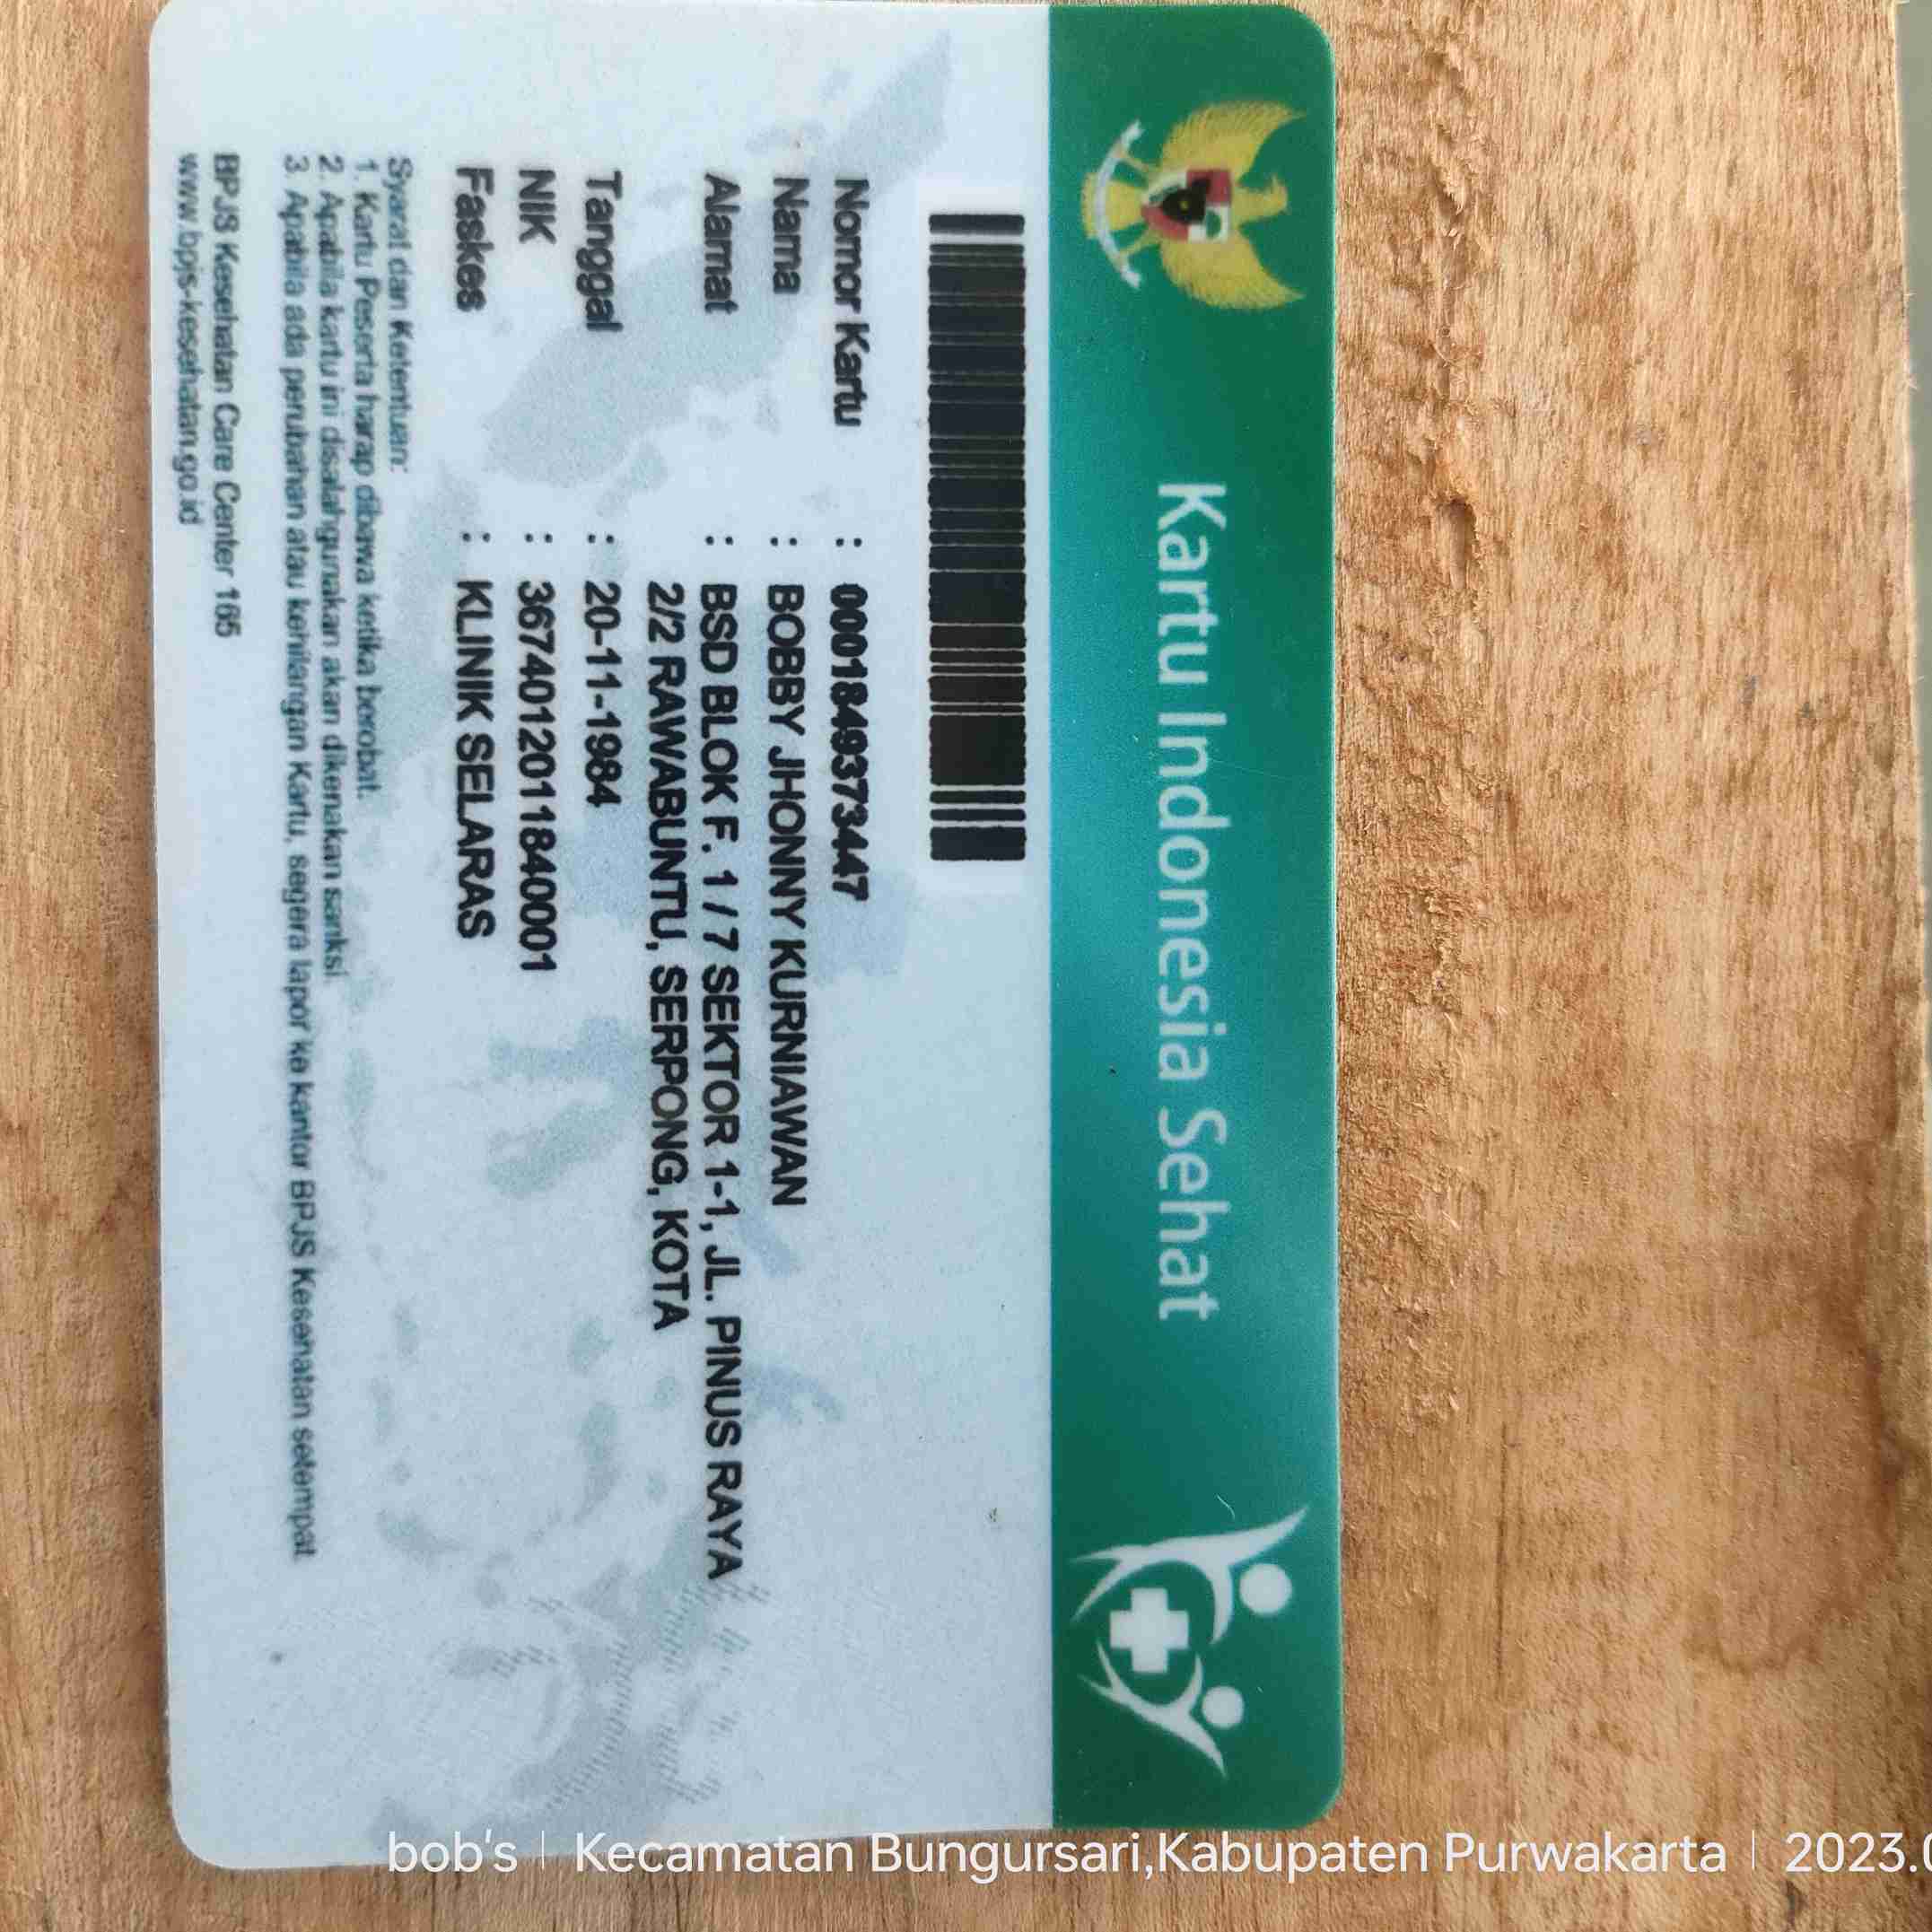 Kartu Indonesia Sehat
Nomor Kartu : 0001849373447
Nama : BOBBY JHONNY KURNIAWAN
Alamat : BSD BLOK F. 1 / 7 SEKTOR 1-1, JL. PINUS RAYA
2/2 RAWABUNTU, SERPONG, KOTA
Tanggal : 20-11-1984
NIK : 3674012011840001
Faskes : KLINIK SELARAS
Syarat dan Ketentuan:
1. Kartu Peserta harap dibawa ketika berobat.
2. Apabila kartu ini disalahgunakan akan dikenakan sanksi
3. Apabila ada perubahan atau kehilangan Kartu, segera lapor ke kantor BPJS Kesehatan setempat
BPJS Kesehatan Care Center 165
www.bpjs-kesehatan.go.id
bob's | Kecamatan Bungursari,Kabupaten Purwakarta | 2023.0